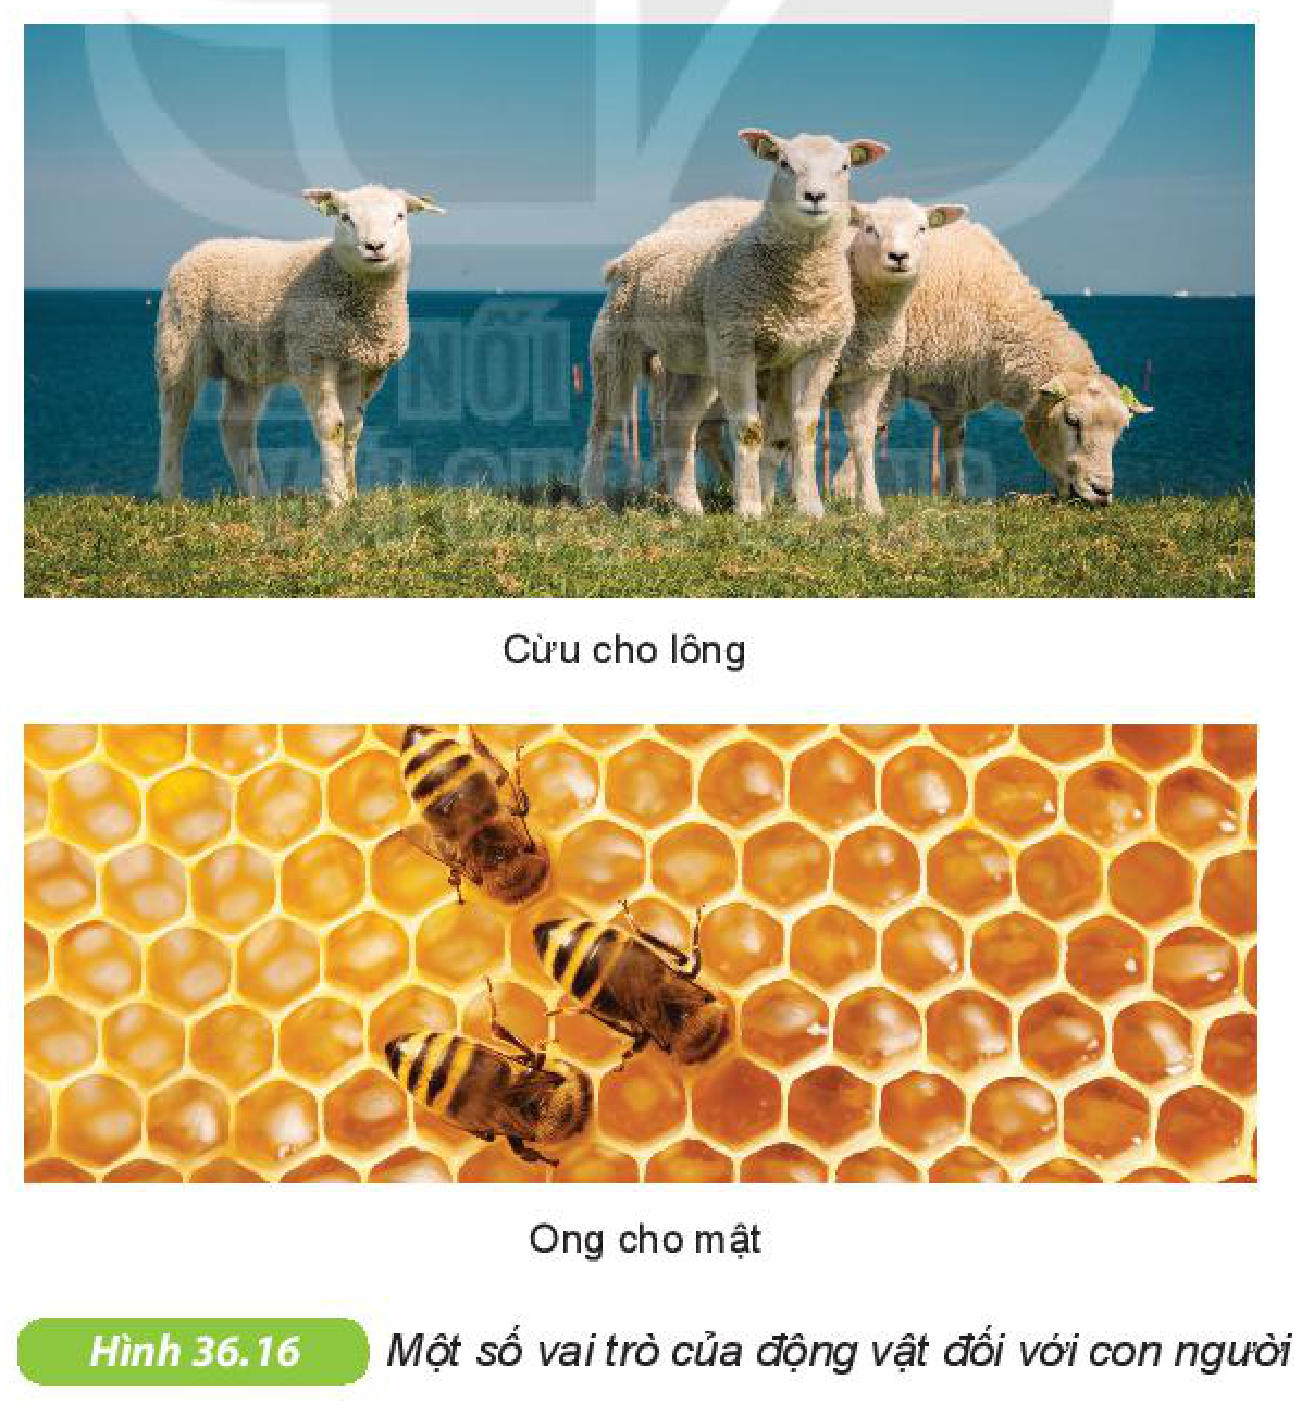 NỐI
Cừu cho lông
Ong cho mật
Hình 36.16 Một số vai trò của động vật đối với con người